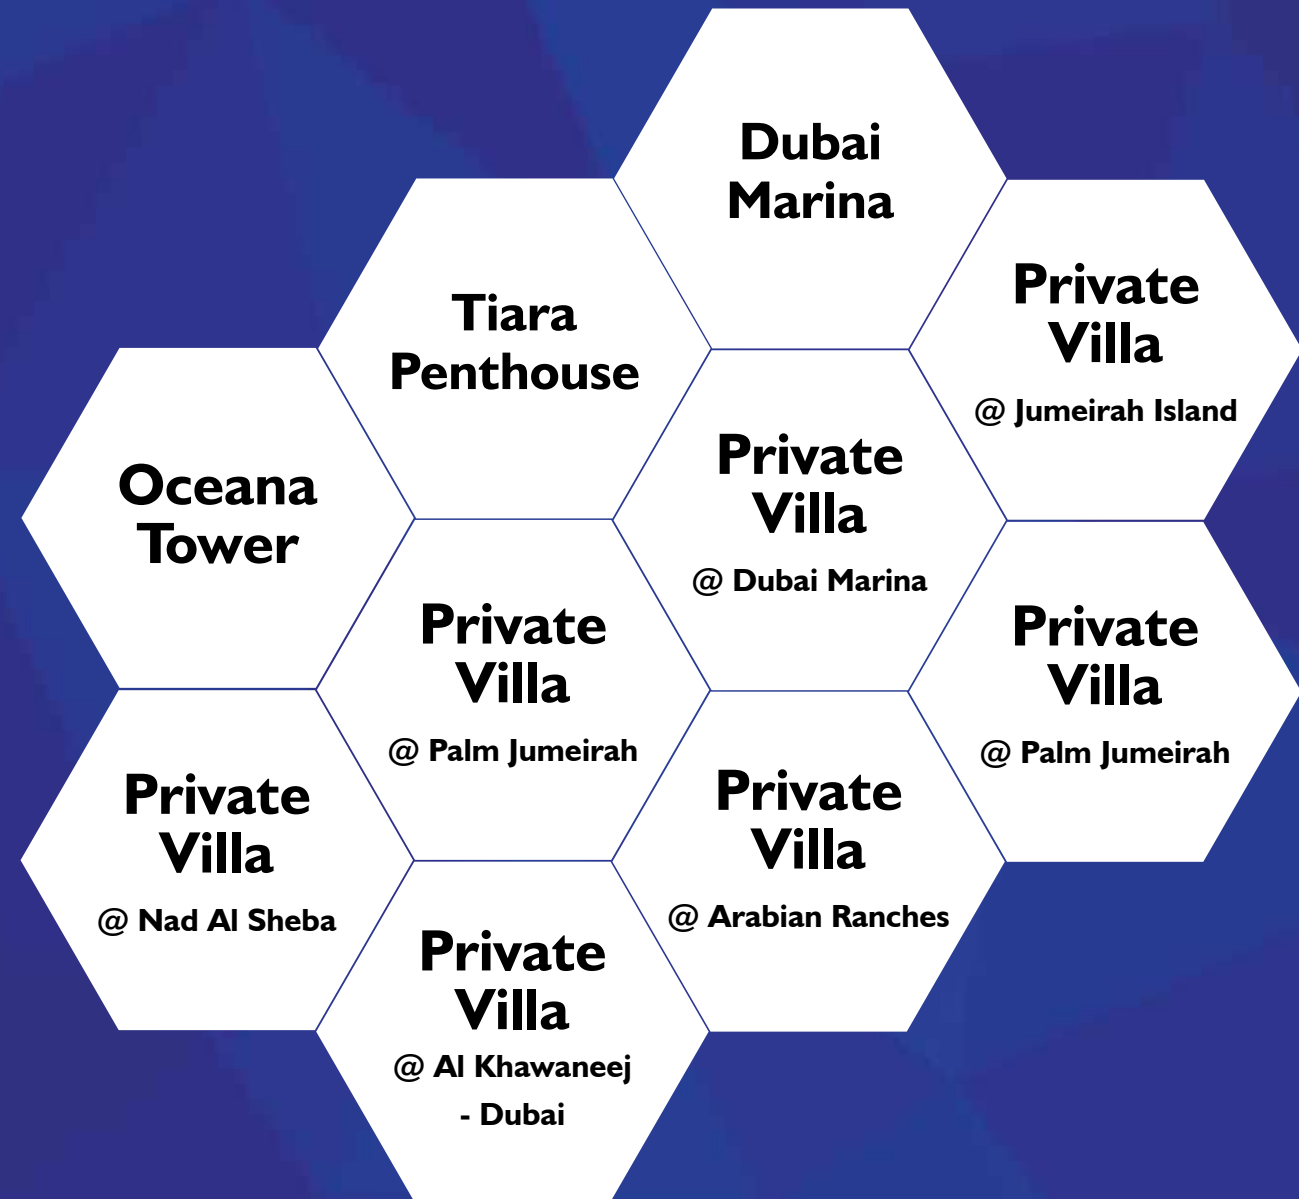 Dubai
Marina
Private
Villa
@ Jumeirah Island
Tiara
Penthouse
Private
Villa
@ Dubai Marina
Oceana
Tower
Private
Villa
@ Palm Jumeirah
Private
Villa
@ Palm Jumeirah
Private
Villa
@ Nad Al Sheba
Private
Villa
@ Arabian Ranches
Private
Villa
@ Al Khawaneej
- Dubai